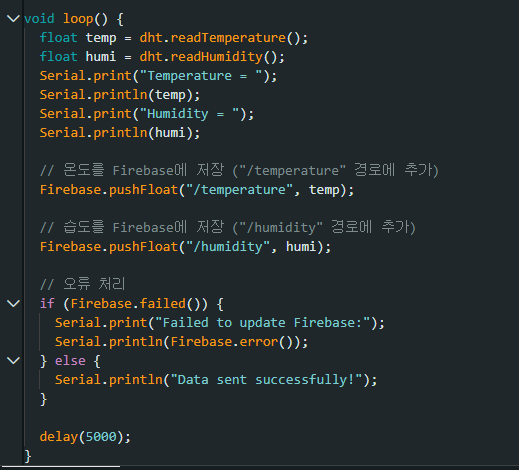 void loop() {
  float temp = dht.readTemperature();
  float humi = dht.readHumidity();
  Serial.print("Temperature = ");
  Serial.println(temp);
  Serial.print("Humidity = ");
  Serial.println(humi);

  // 온도를 Firebase에 저장 ("/temperature" 경로에 추가)
  Firebase.pushFloat("/temperature", temp);

  // 습도를 Firebase에 저장 ("/humidity" 경로에 추가)
  Firebase.pushFloat("/humidity", humi);

  // 오류 처리
  if (Firebase.failed()) {
    Serial.print("Failed to update Firebase:");
    Serial.println(Firebase.error());
  } else {
    Serial.println("Data sent successfully!");
  }

  delay(5000);
}